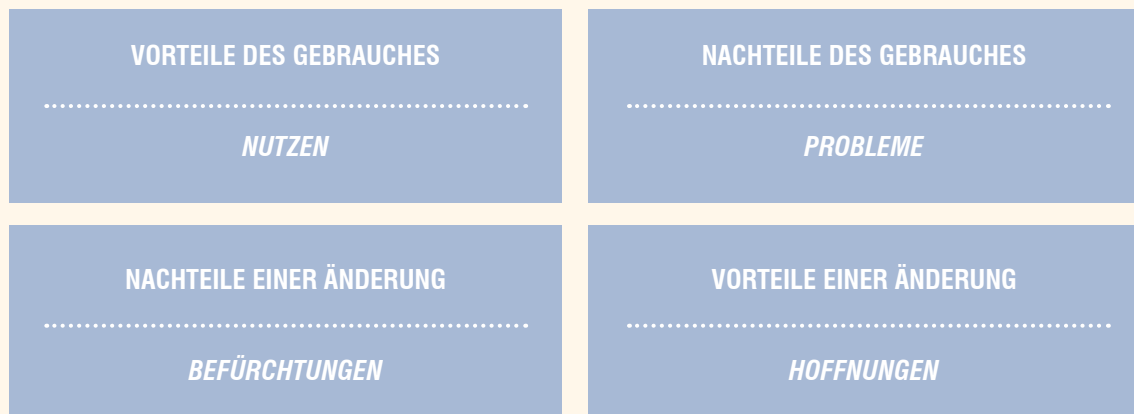 VORTEILE DES GEBRAUCHES
NUTZEN
NACHTEILE DES GEBRAUCHES
PROBLEME
NACHTEILE EINER ÄNDERUNG
BEFÜRCHTUNGEN
VORTEILE EINER ÄNDERUNG
HOFFNUNGEN